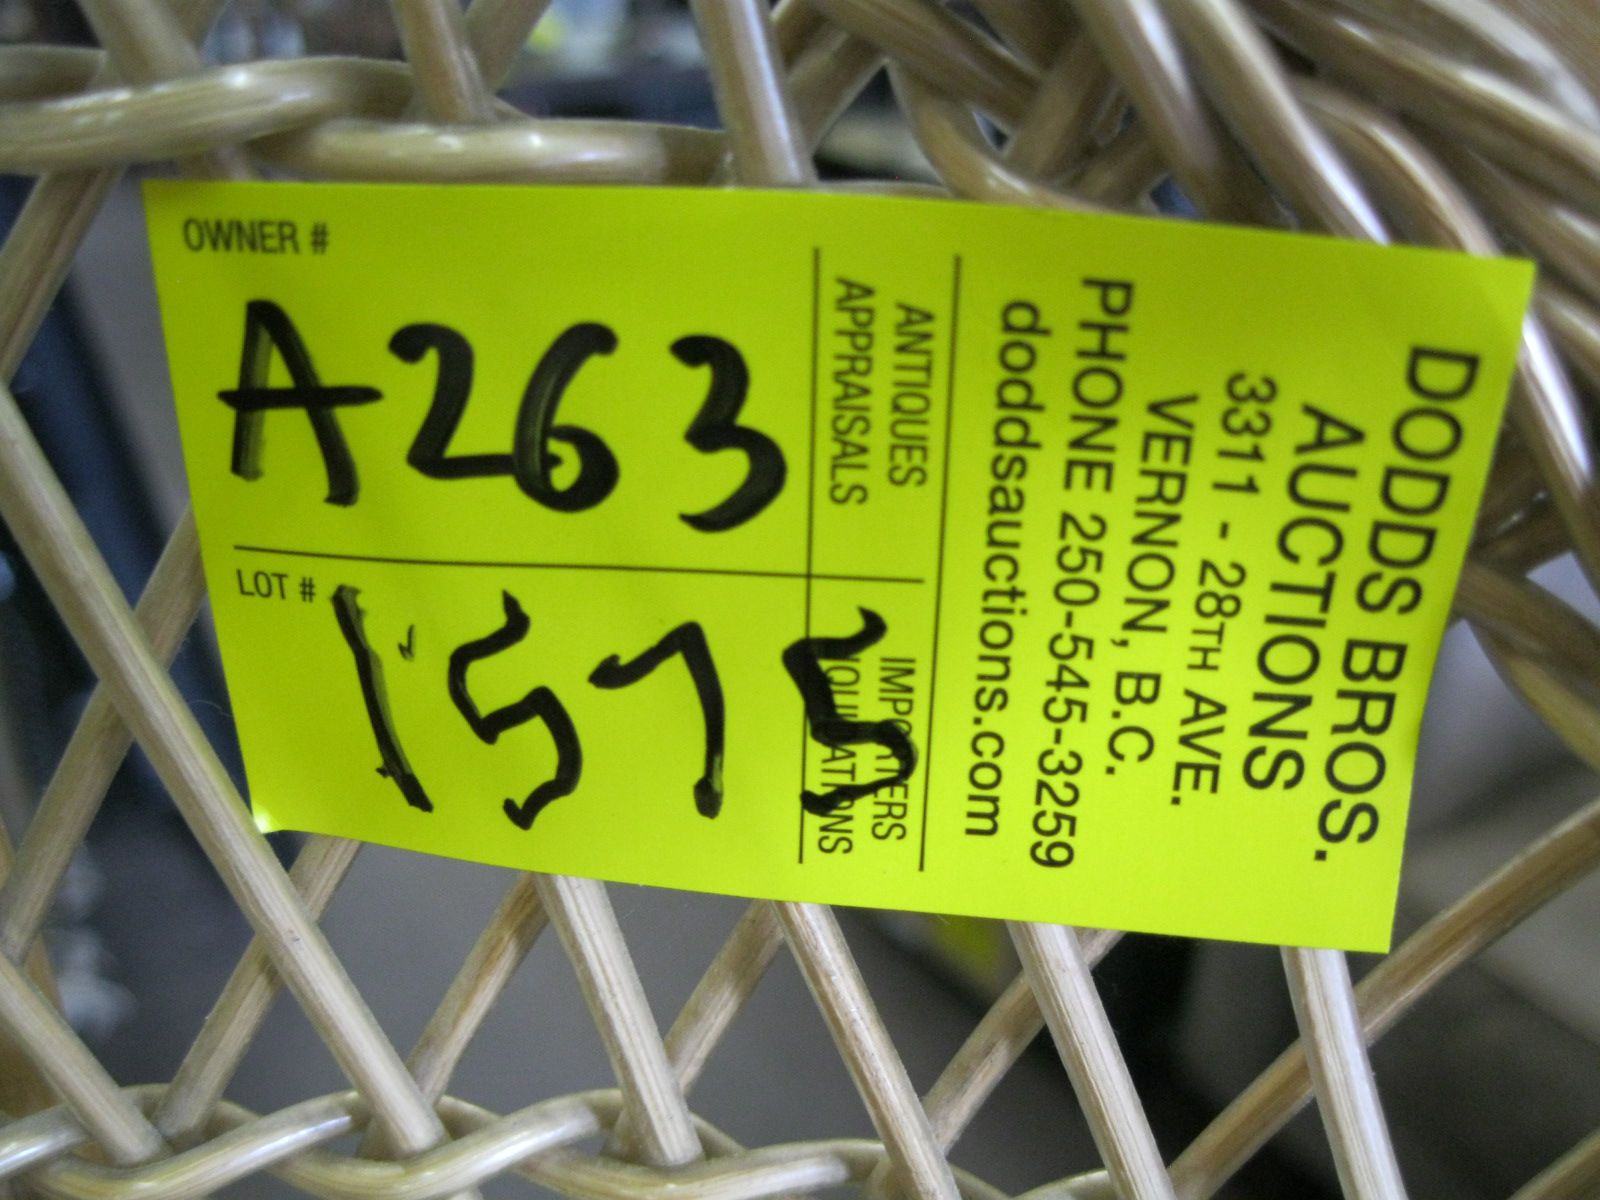 DODDS BROS.
AUCTIONS
3311 - 28TH AVE.
VERNON, B.C.
PHONE 250-545-3259
doddsauctions.com
ANTIQUES
APPRAISALS
IMPORTERS
LIQUIDATIONS
OWNER #
A263
LOT #
1575